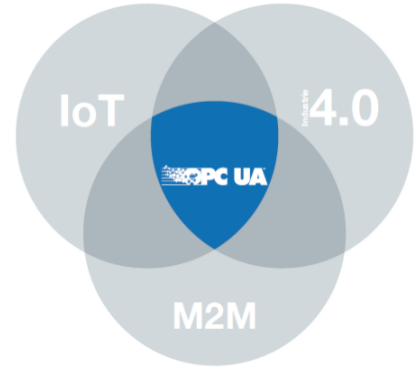 IoT
Industrie 4.0
OPC UA
M2M